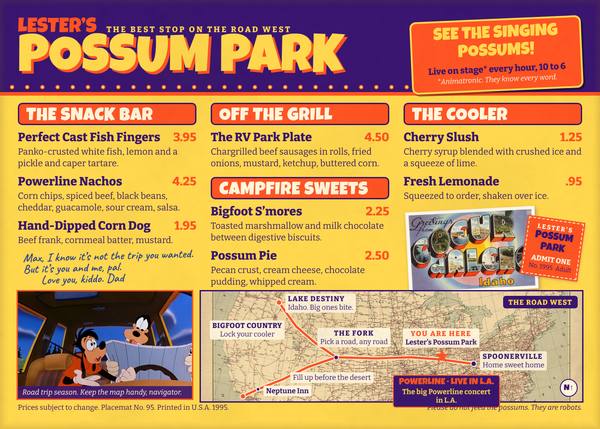 LESTER'S
THE BEST STOP ON THE ROAD WEST
POSSUM PARK
SEE THE SINGING
POSSUMS!
Live on stage* every hour, 10 to 6
*Animatronic. They know every word.
THE SNACK BAR
Perfect Cast Fish Fingers 3.95
Panko-crusted white fish, lemon and a
pickle and caper tartare.
Powerline Nachos 4.25
Corn chips, spiced beef, black beans,
cheddar, guacamole, sour cream, salsa.
Hand-Dipped Corn Dog 1.95
Beef frank, cornmeal batter, mustard.
Max, I know it's not the trip you wanted.
But it's you and me, pal.
Love you, kiddo. Dad
OFF THE GRILL
The RV Park Plate 4.50
Chargrilled beef sausages in rolls, fried
onions, mustard, ketchup, buttered corn.
CAMPFIRE SWEETS
Bigfoot S'mores 2.25
Toasted marshmallow and milk chocolate
between digestive biscuits.
Possum Pie 2.50
Pecan crust, cream cheese, chocolate
pudding, whipped cream.
THE COOLER
Cherry Slush 1.25
Cherry syrup blended with crushed ice and
a squeeze of lime.
Fresh Lemonade .95
Squeezed to order, shaken over ice.
Greetings
from
Idaho
LESTER'S
POSSUM
PARK
ADMIT ONE
No. 1995 Adult
Road trip season. Keep the map handy, navigator.
THE ROAD WEST
LAKE DESTINY
Idaho. Big ones bite.
BIGFOOT COUNTRY
Lock your cooler
THE FORK
Pick a road, any road
YOU ARE HERE
Lester's Possum Park
SPOONERVILLE
Home sweet home
Fill up before the desert
Neptune Inn
POWERLINE - LIVE IN L.A.
The big Powerline concert
in L.A.
N↑
Prices subject to change. Placemat No. 95. Printed in U.S.A. 1995.
Please do not feed the possums. They are robots.